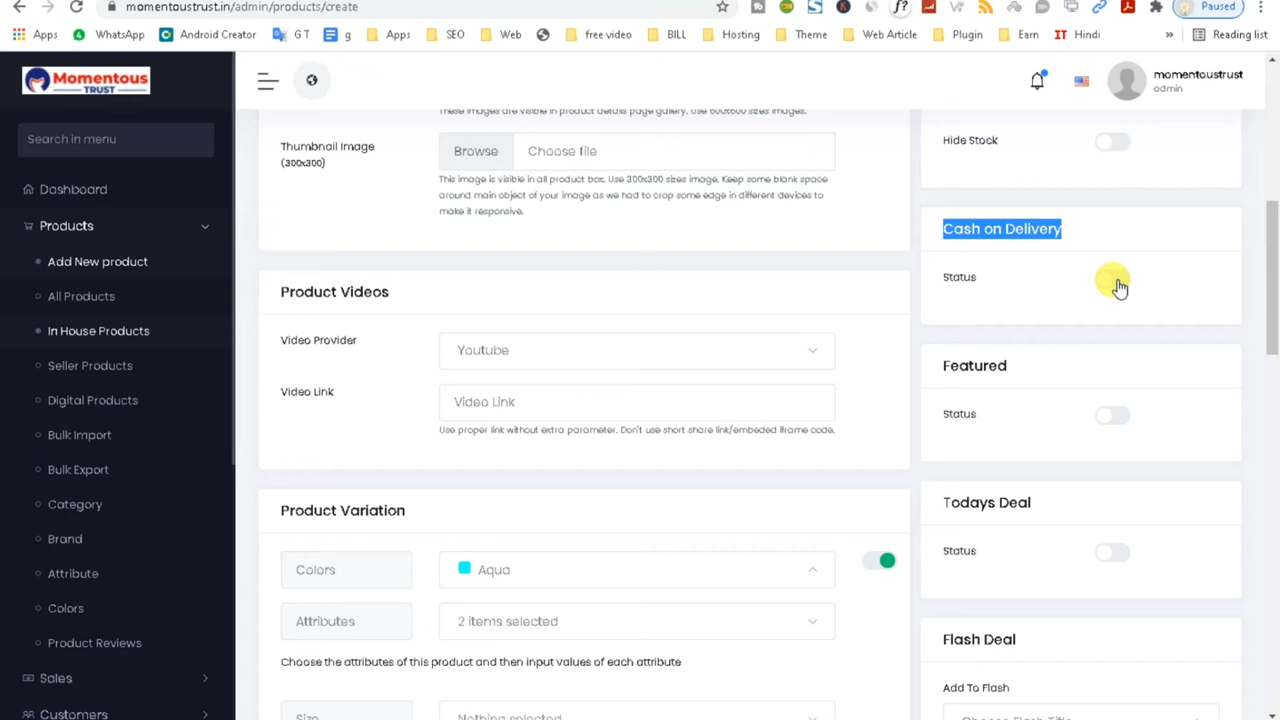 momentoustrust.in/admin/products/create
Paused
Apps
WhatsApp
Android Creator
G T
g
Apps
SEO
Web
free video
BILL
Hosting
Theme
Web Article
Plugin
Earn
IT Hindi
»
Reading list
Momentous
TRUST
momentoustrust
admin
Search in menu
Dashboard
Products
Add New product
All Products
In House Products
Seller Products
Digital Products
Bulk Import
Bulk Export
Category
Brand
Attribute
Colors
Product Reviews
Sales
Customers
These images are visible in product details page gallery. Use 600x600 sizes images.
Thumbnail Image
(300x300)
Browse
Choose file
This image is visible in all product box. Use 300x300 sizes image. Keep some blank space
around main object of your image as we had to crop some edge in different devices to
make it responsive.
Product Videos
Video Provider
Youtube
Video Link
Video Link
Use proper link without extra parameter. Don't use short share link/embeded iframe code.
Product Variation
Colors
Aqua
Attributes
2 items selected
Choose the attributes of this product and then input values of each attribute
Size
Nothing selected
Hide Stock
Cash on Delivery
Status
Featured
Status
Todays Deal
Status
Flash Deal
Add To Flash
Choose Flash Title